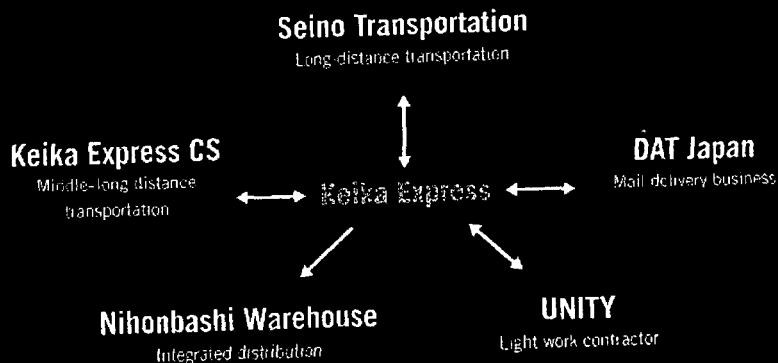 Seino Transportation
Long-distance transportation
Keika Express CS
Middle-long distance
transportation
Keika Express
DAT Japan
Mail delivery business
Nihonbashi Warehouse
Integrated distribution
UNITY
Light work contractor